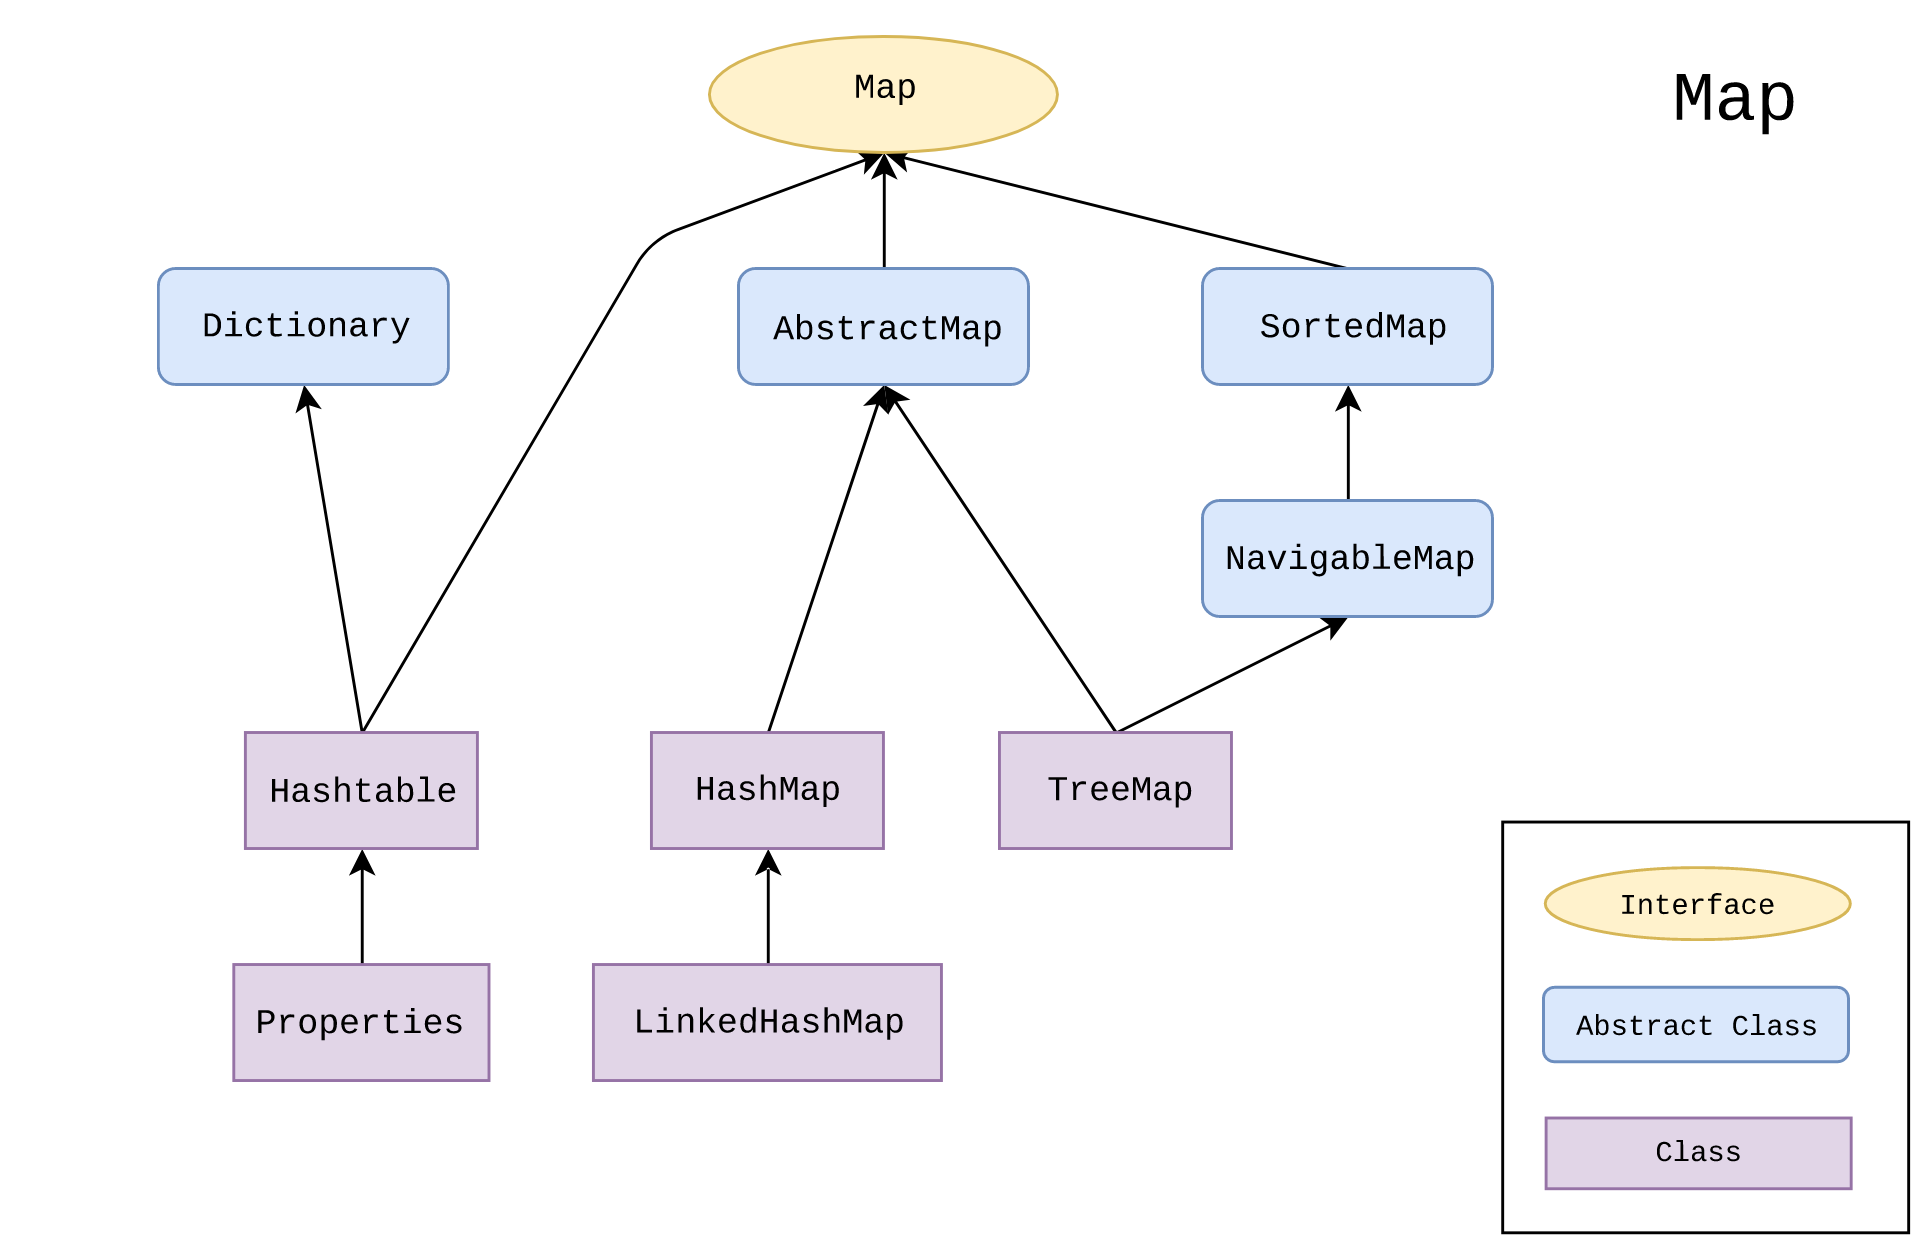 Map
Map
Dictionary
AbstractMap
SortedMap
NavigableMap
Hashtable
HashMap
TreeMap
Properties
LinkedHashMap
Interface
Abstract Class
Class